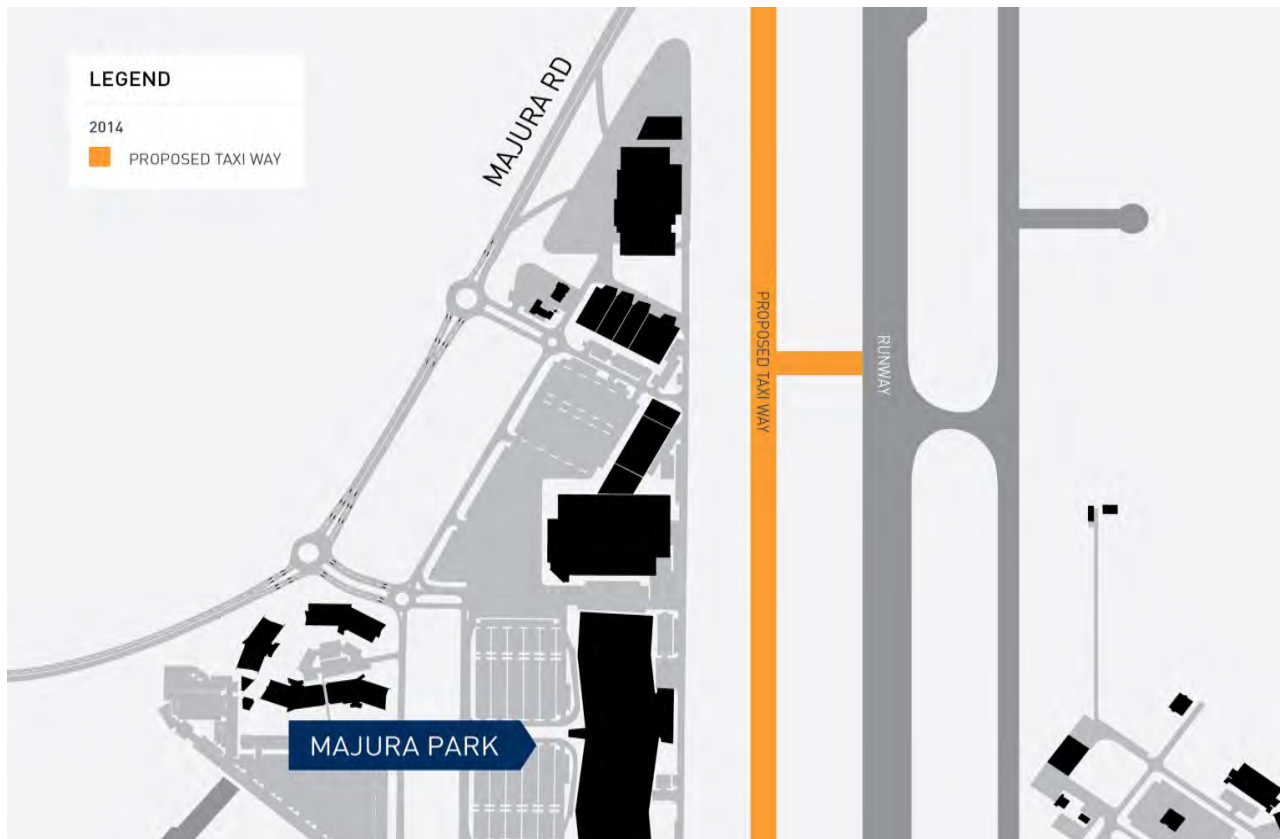 LEGEND
2014
PROPOSED TAXI WAY
MAJURA RD
PROPOSED TAXI WAY
RUNWAY
MAJURA PARK